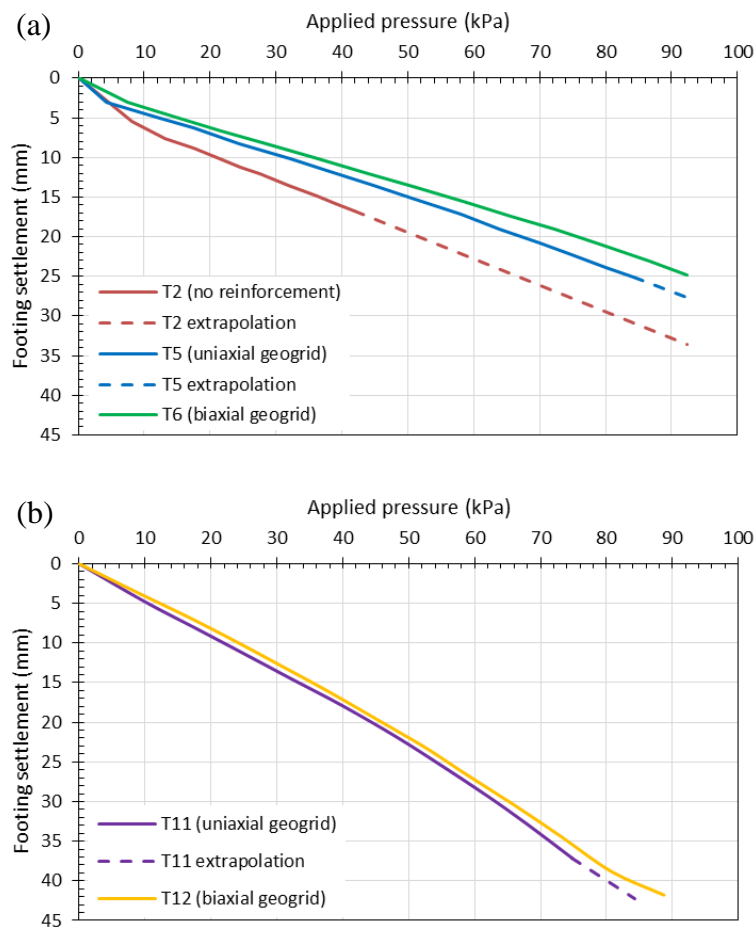 (a)
Applied pressure (kPa)
0 10 20 30 40 50 60 70 80 90 100
0
5
10
15
20
25
30
35
40
45
Footing settlement (mm)
T2 (no reinforcement)
T2 extrapolation
T5 (uniaxial geogrid)
T5 extrapolation
T6 (biaxial geogrid)
(b)
Applied pressure (kPa)
0 10 20 30 40 50 60 70 80 90 100
0
5
10
15
20
25
30
35
40
45
Footing settlement (mm)
T11 (uniaxial geogrid)
T11 extrapolation
T12 (biaxial geogrid)